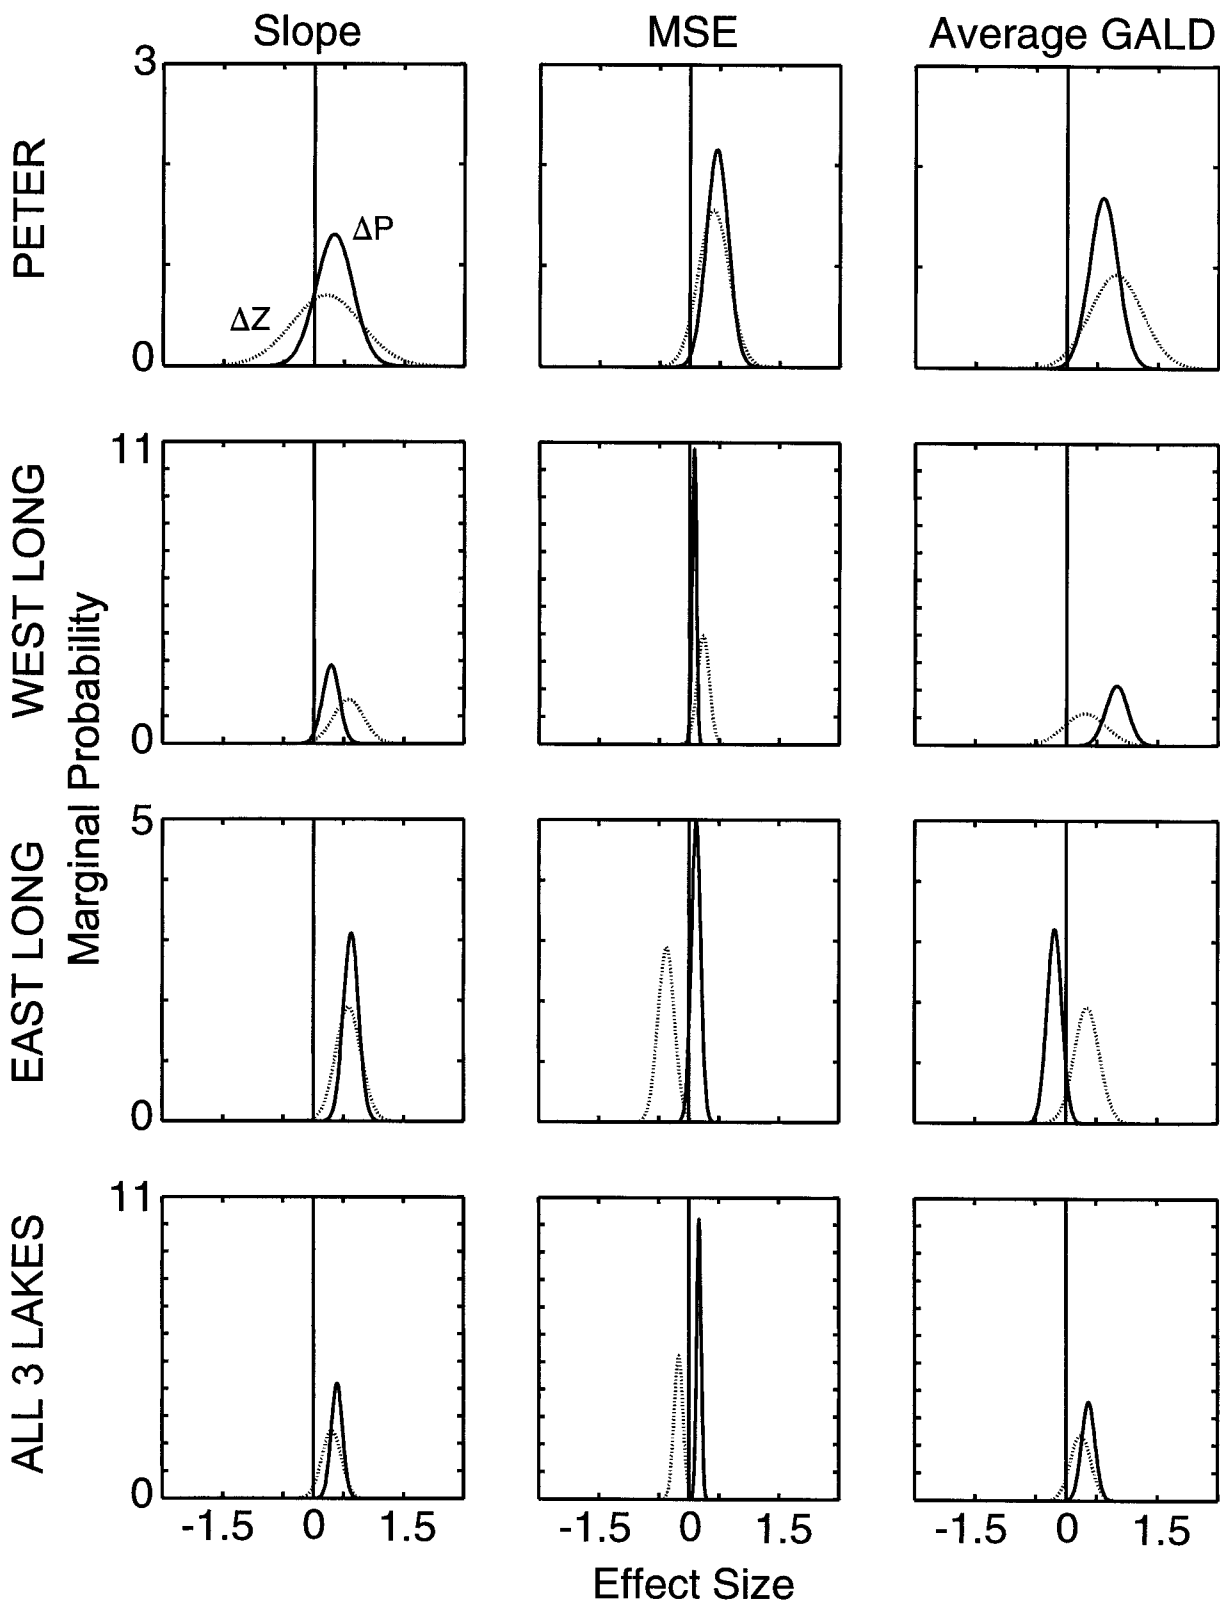 Slope MSE Average GALD
PETER
3
0
ΔP
ΔZ
WEST LONG
11
0
Marginal Probability
EAST LONG
5
0
ALL 3 LAKES
11
0
-1.5 0 1.5 -1.5 0 1.5 -1.5 0 1.5
Effect Size